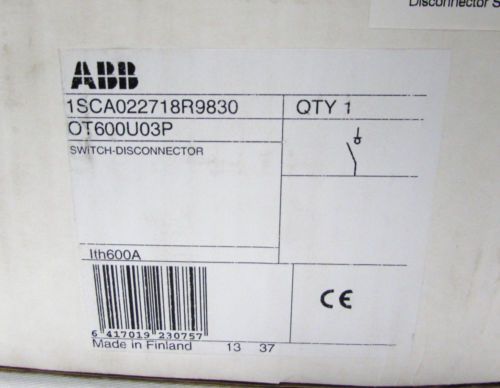 Disconnector S
ABB
1SCA022718R9830
QTY 1
OT600U03P
SWITCH-DISCONNECTOR
Ith600A
CE
6 417019 230757
Made in Finland 13 37